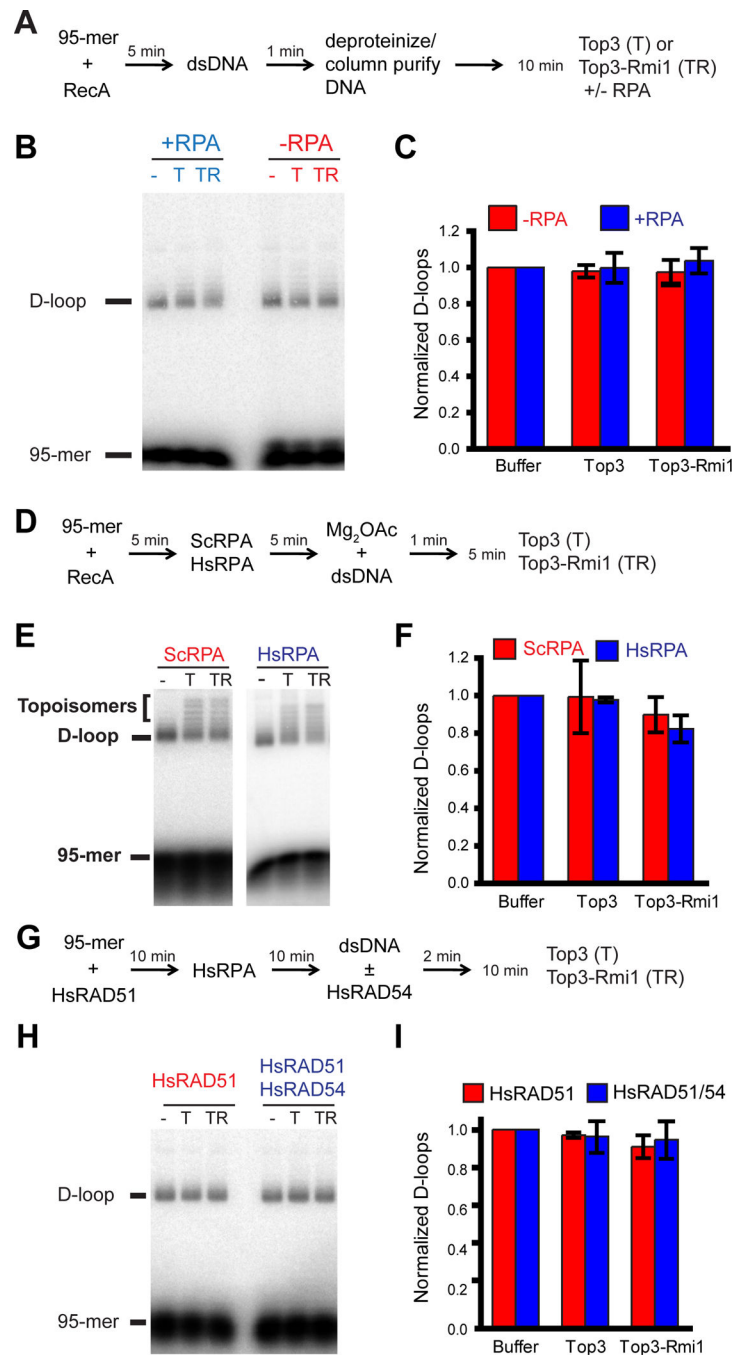 A
95-mer
+
RecA
5 min
dsDNA
1 min
deproteinize/
column purify
DNA
10 min
Top3 (T) or
Top3-Rmi1 (TR)
+/- RPA
B
+RPA
-RPA
- T TR
- T TR
D-loop
95-mer
C
-RPA
+RPA
Normalized D-loops
1.2
1.0
0.8
0.6
0.4
0.2
0.0
Buffer
Top3
Top3-Rmi1
D
95-mer
+
RecA
5 min
ScRPA
HsRPA
5 min
Mg2OAc
+
dsDNA
1 min
5 min
Top3 (T)
Top3-Rmi1 (TR)
E
ScRPA
HsRPA
- T TR
- T TR
Topoisomers
D-loop
95-mer
F
ScRPA
HsRPA
Normalized D-loops
1.2
1.0
0.8
0.6
0.4
0.2
0.0
Buffer
Top3
Top3-Rmi1
G
95-mer
+
HsRAD51
10 min
HsRPA
10 min
dsDNA
±
HsRAD54
2 min
10 min
Top3 (T)
Top3-Rmi1 (TR)
H
HsRAD51
HsRAD51
HsRAD54
- T TR
- T TR
D-loop
95-mer
I
HsRAD51
HsRAD51/54
Normalized D-loops
1.0
0.8
0.6
0.4
0.2
0.0
Buffer
Top3
Top3-Rmi1